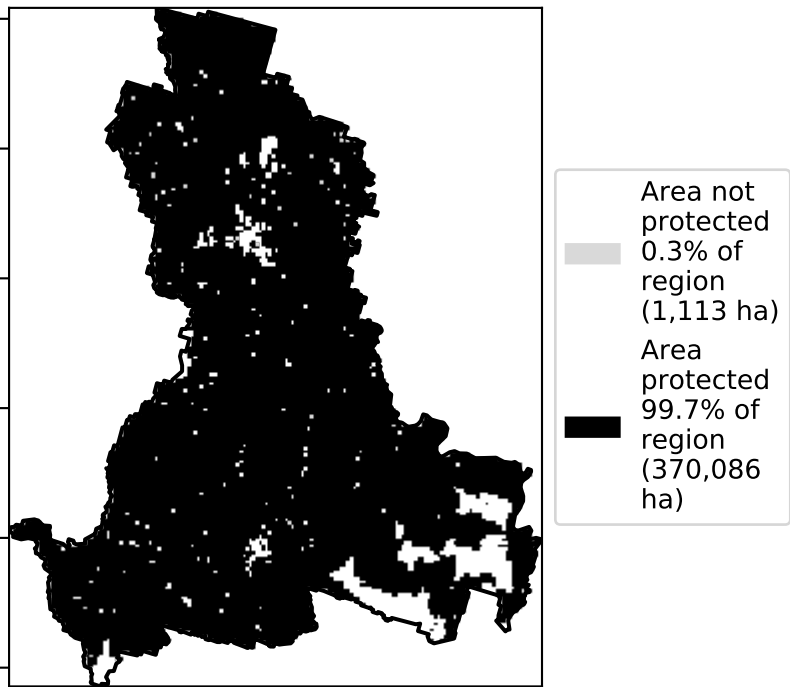 Area not
protected
0.3% of
region
(1,113 ha)
Area
protected
99.7% of
region
(370,086
ha)